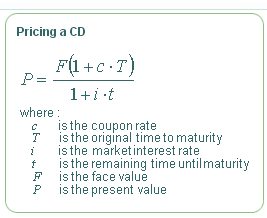 Pricing a CD
P = F(1 + c · T) / 1 + i · t
where :
c is the coupon rate
T is the original time to maturity
i is the market interest rate
t is the remaining time until maturity
F is the face value
P is the present value